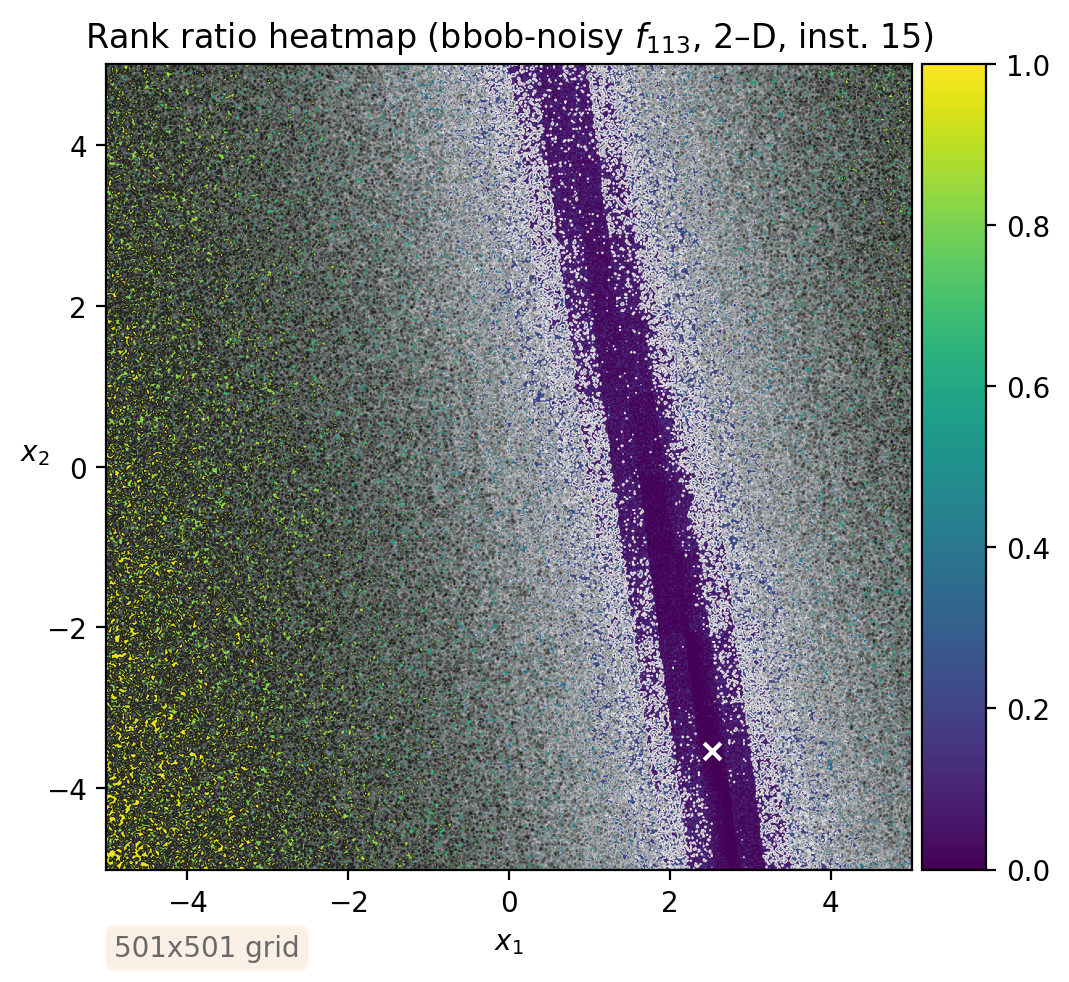 Rank ratio heatmap (bbob-noisy f113, 2–D, inst. 15)
1.0
0.8
0.6
0.4
0.2
0.0
4
2
0
−2
−4
x2
−4 −2 0 2 4
x1
501x501 grid